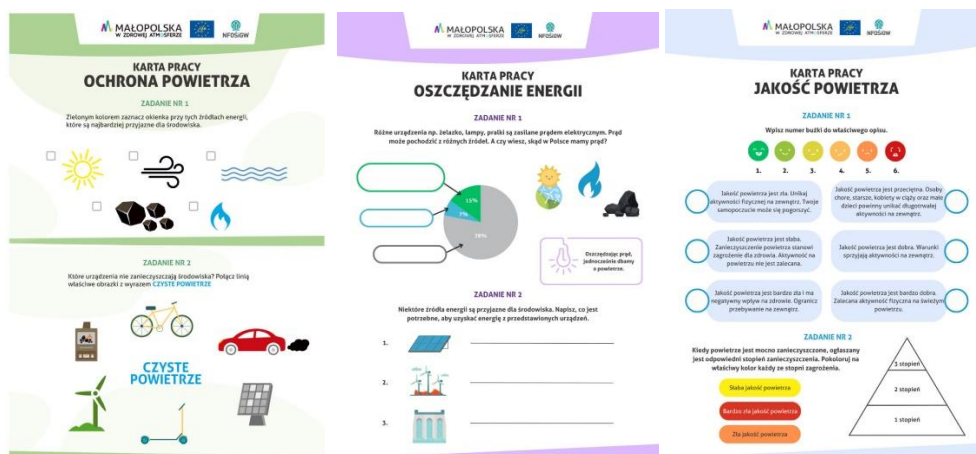 MAŁOPOLSKA
W ZDROWEJ ATMOSFERZE
NFOŚiGW
KARTA PRACY
OCHRONA POWIETRZA
ZADANIE NR 1
Zielonym kolorem zaznacz okienka przy tych źródłach energii,
które są najbardziej przyjazne dla środowiska.
ZADANIE NR 2
Które urządzenia nie zanieczyszczają środowiska? Połącz linią
właściwe obrazki z wyrazem CZYSTE POWIETRZE
CZYSTE
POWIETRZE
MAŁOPOLSKA
W ZDROWEJ ATMOSFERZE
NFOŚiGW
KARTA PRACY
OSZCZĘDZANIE ENERGII
ZADANIE NR 1
Różne urządzenia np. żelazko, lampy, pralki są zasilane prądem elektrycznym. Prąd
może pochodzić z różnych źródeł. A czy wiesz, skąd w Polsce mamy prąd?
15%
7%
78%
Oszczędzając prąd,
jednocześnie dbamy
o powietrze.
ZADANIE NR 2
Niektóre źródła energii są przyjazne dla środowiska. Napisz, co jest
potrzebne, aby uzyskać energię z przedstawionych urządzeń.
1.
2.
3.
MAŁOPOLSKA
W ZDROWEJ ATMOSFERZE
NFOŚiGW
KARTA PRACY
JAKOŚĆ POWIETRZA
ZADANIE NR 1
Wpisz numer buźki do właściwego opisu.
1. 2. 3. 4. 5. 6.
Jakość powietrza jest zła. Unikaj
aktywności fizycznej na zewnątrz. Twoje
samopoczucie może się pogorszyć.
Jakość powietrza jest przeciętna. Osoby
chore, starsze, kobiety w ciąży oraz małe
dzieci powinny unikać długotrwałej
aktywności na zewnątrz.
Jakość powietrza jest słaba.
Zanieczyszczenie powietrza stanowi
zagrożenie dla zdrowia. Aktywność na
powietrzu nie jest zalecana.
Jakość powietrza jest dobra. Warunki
sprzyjają aktywności na zewnątrz.
Jakość powietrza jest bardzo zła i ma
negatywny wpływ na zdrowie. Ogranicz
przebywanie na zewnątrz.
Jakość powietrza jest bardzo dobra.
Zalecana aktywność fizyczna na świeżym
powietrzu.
ZADANIE NR 2
Kiedy powietrze jest mocno zanieczyszczone, ogłaszany
jest odpowiedni stopień zanieczyszczenia. Pokoloruj na
właściwy kolor każdy ze stopni zagrożenia.
Słaba jakość powietrza
Bardzo zła jakość powietrza
Zła jakość powietrza
3 stopień
2 stopień
1 stopień